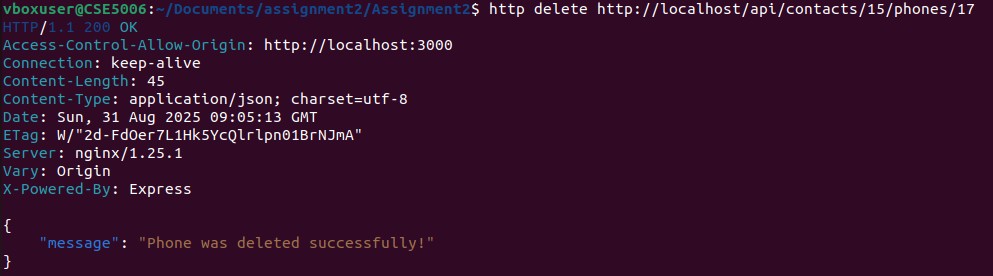 vboxuser@CSE5006:~/Documents/assignment2/Assignment2$ http delete http://localhost/api/contacts/15/phones/17
HTTP/1.1 200 OK
Access-Control-Allow-Origin: http://localhost:3000
Connection: keep-alive
Content-Length: 45
Content-Type: application/json; charset=utf-8
Date: Sun, 31 Aug 2025 09:05:13 GMT
ETag: W/"2d-FdOer7L1Hk5YcQlrlpn01BrNJmA"
Server: nginx/1.25.1
Vary: Origin
X-Powered-By: Express

{
    "message": "Phone was deleted successfully!"
}